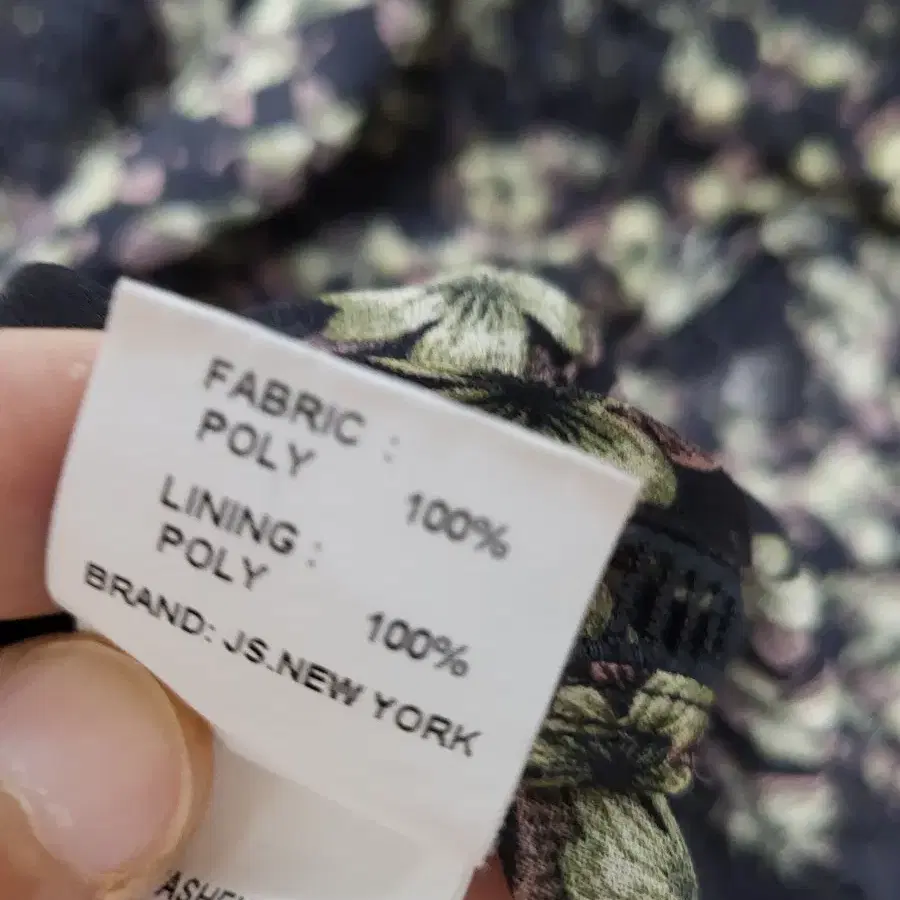 FABRIC :
POLY 100%
LINING :
POLY 100%
BRAND: JS.NEW YORK